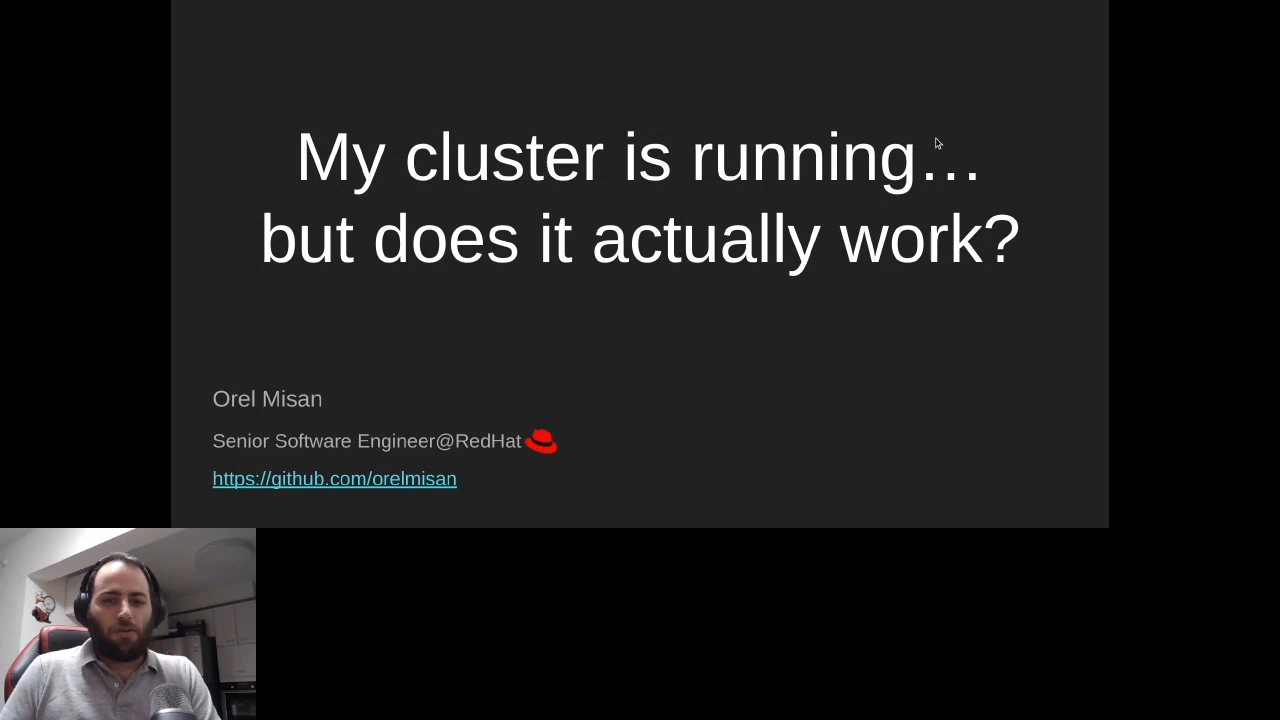 My cluster is running…
but does it actually work?
Orel Misan
Senior Software Engineer@RedHat
https://github.com/orelmisan